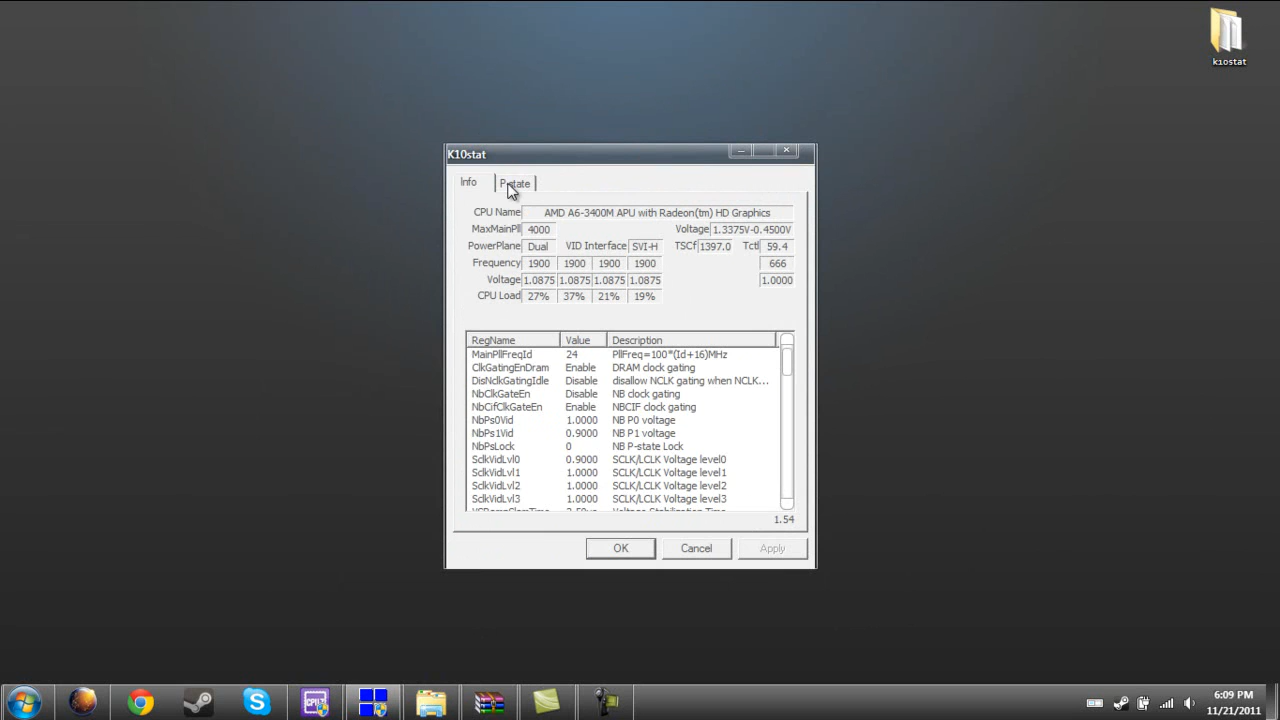 k10stat
K10stat
Info P-state
CPU Name AMD A6-3400M APU with Radeon(tm) HD Graphics
MaxMainPll 4000 Voltage 1.3375V-0.4500V
PowerPlane Dual VID Interface SVI-H TSCf 1397.0 Tctl 59.4
Frequency 1900 1900 1900 1900 666
Voltage 1.0875 1.0875 1.0875 1.0875 1.0000
CPU Load 27% 37% 21% 19%
RegName Value Description
MainPllFreqId 24 PllFreq=100*(Id+16)MHz
ClkGatingEnDram Enable DRAM clock gating
DisNclkGatingIdle Disable disallow NCLK gating when NCLK...
NbClkGateEn Disable NB clock gating
NbCifClkGateEn Enable NBCIF clock gating
NbPs0Vid 1.0000 NB P0 voltage
NbPs1Vid 0.9000 NB P1 voltage
NbPsLock 0 NB P-state Lock
SclkVidLvl0 0.9000 SCLK/LCLK Voltage level0
SclkVidLvl1 1.0000 SCLK/LCLK Voltage level1
SclkVidLvl2 1.0000 SCLK/LCLK Voltage level2
SclkVidLvl3 1.0000 SCLK/LCLK Voltage level3
Voltage Stabilization Time
1.54
OK Cancel Apply
6:09 PM
11/21/2011